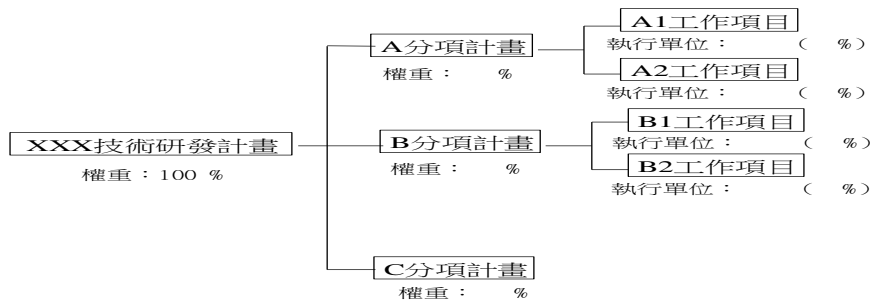 A1工作項目
執行單位：　　　（　%）
A分項計畫
權重：　　%
A2工作項目
執行單位：　　　（　%）
B1工作項目
執行單位：　　　（　%）
XXX技術研發計畫
權重：100 %
B分項計畫
權重：　　%
B2工作項目
執行單位：　　　（　%）
C分項計畫
權重：　　%